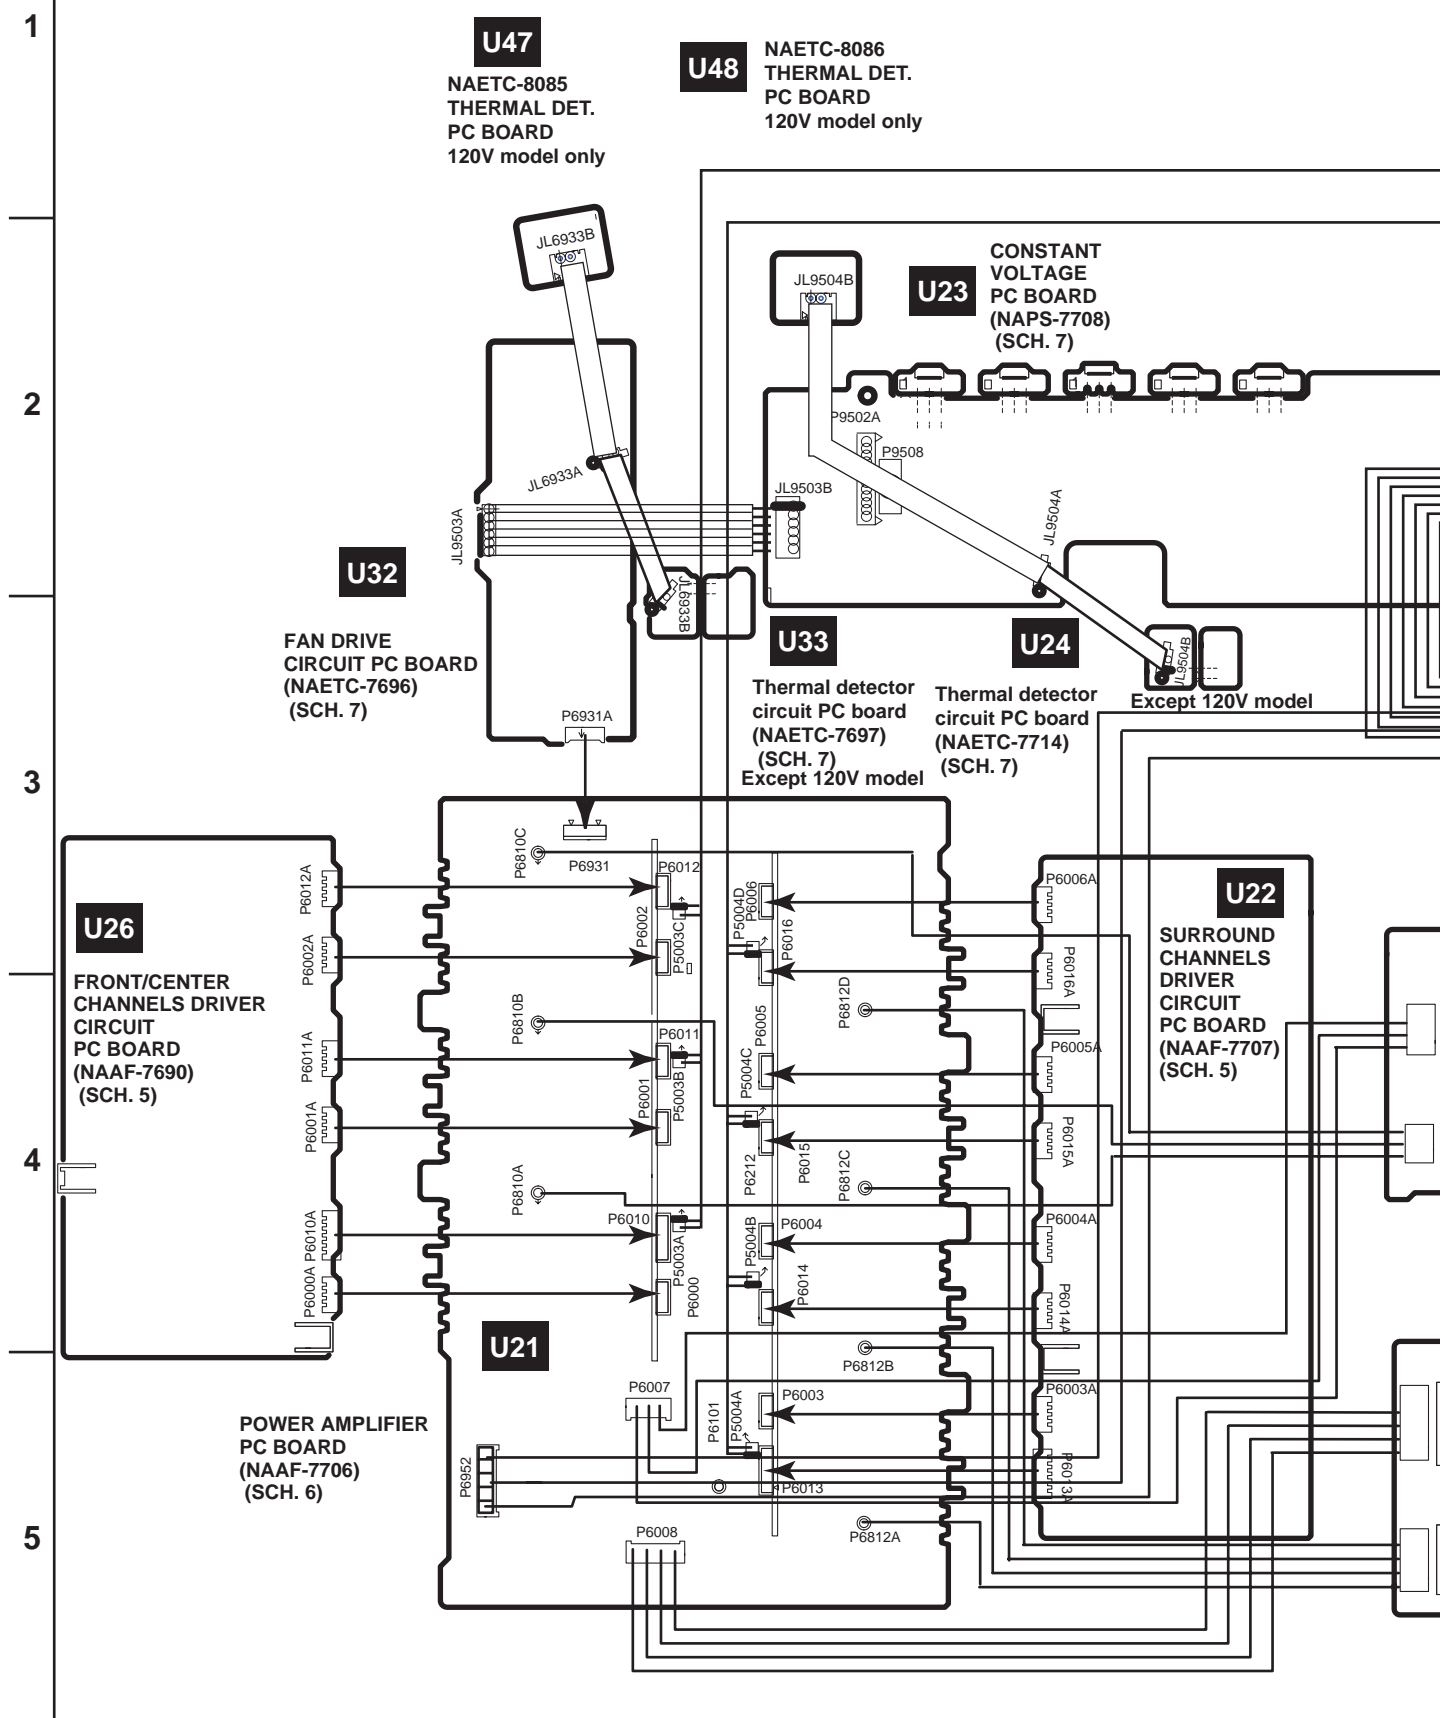 1
U47
NAETC-8085
THERMAL DET.
PC BOARD
120V model only
U48
NAETC-8086
THERMAL DET.
PC BOARD
120V model only
JL6933B
JL9504B
U23
CONSTANT
VOLTAGE
PC BOARD
(NAPS-7708)
(SCH. 7)
2
P9502A
P9508
JL6933A
JL9503B
JL9503A
JL9504A
U32
JL6933B
U33
U24
JL9504B
FAN DRIVE
CIRCUIT PC BOARD
(NAETC-7696)
(SCH. 7)
Thermal detector
circuit PC board
(NAETC-7697)
(SCH. 7)
Except 120V model
Thermal detector
circuit PC board
(NAETC-7714)
(SCH. 7)
Except 120V model
P6931A
3
P6810C
P6931
P6012
P6012A
P6002
P5003C
P5004D
P6006
P6016
P6006A
U22
U26
P6002A
P6016A
SURROUND
CHANNELS
DRIVER
CIRCUIT
PC BOARD
(NAAF-7707)
(SCH. 5)
FRONT/CENTER
CHANNELS DRIVER
CIRCUIT
PC BOARD
(NAAF-7690)
(SCH. 5)
P6810B
P6812D
P6011A
P6011
P6005
P6005A
P6001
P5003B
P5004C
P6001A
4
P6810A
P6212
P6015
P6812C
P6015A
P6010A
P6010
P5003A
P5004B
P6004
P6004A
P6000A
P6000
P6014
P6014A
U21
P6812B
P6007
P6101
P5004A
P6003
P6003A
POWER AMPLIFIER
PC BOARD
(NAAF-7706)
(SCH. 6)
P6952
P6013
P6013A
5
P6008
P6812A